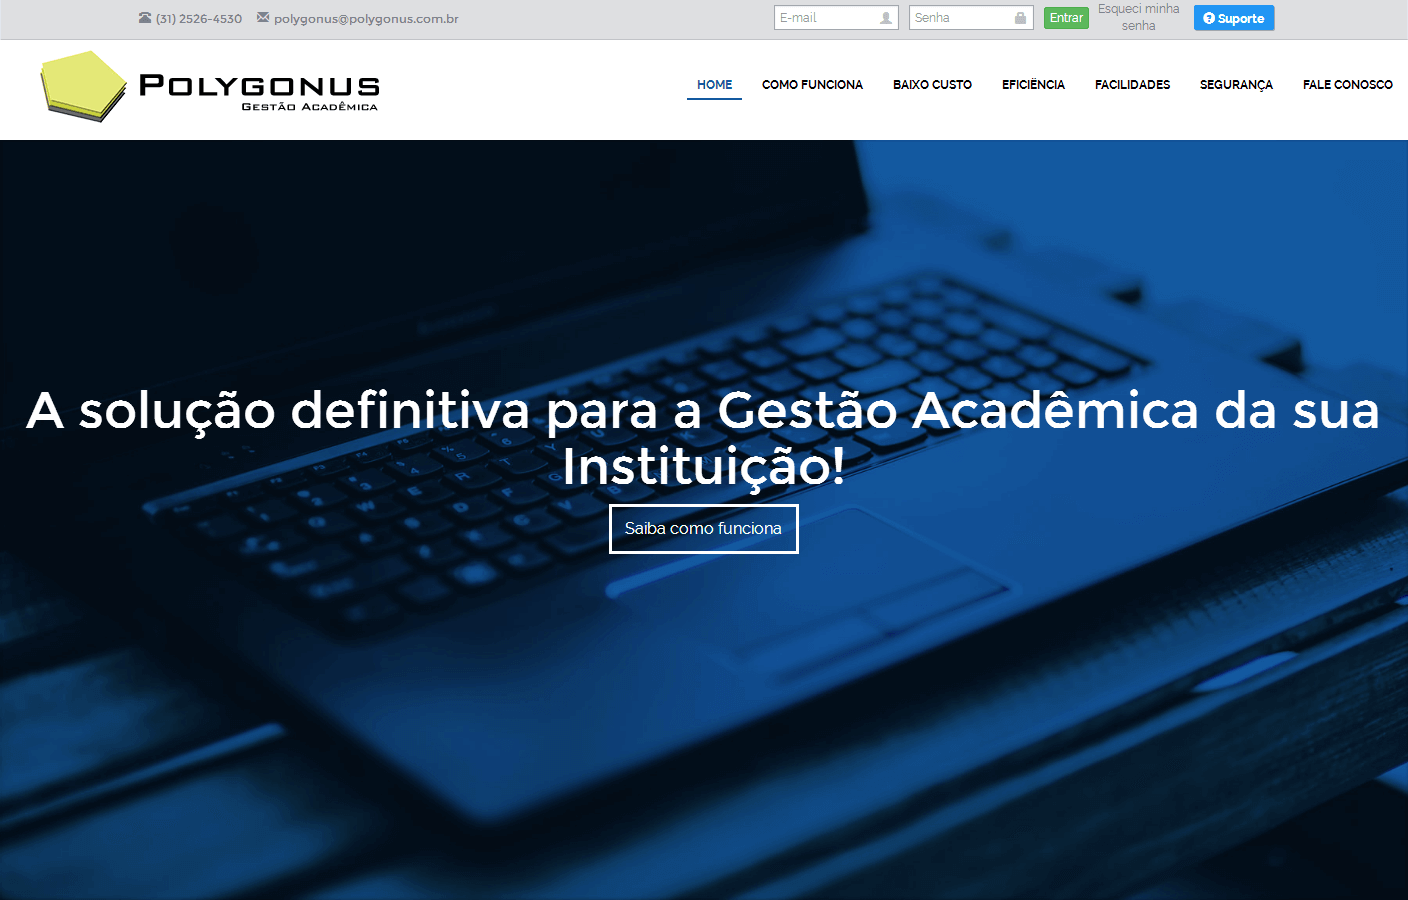 (31) 2526-4530 polygonus@polygonus.com.br
E-mail Senha Entrar Esqueci minha senha Suporte
POLYGONUS
GESTÃO ACADÊMICA
HOME COMO FUNCIONA BAIXO CUSTO EFICIÊNCIA FACILIDADES SEGURANÇA FALE CONOSCO
A solução definitiva para a Gestão Acadêmica da sua
Instituição!
Saiba como funciona